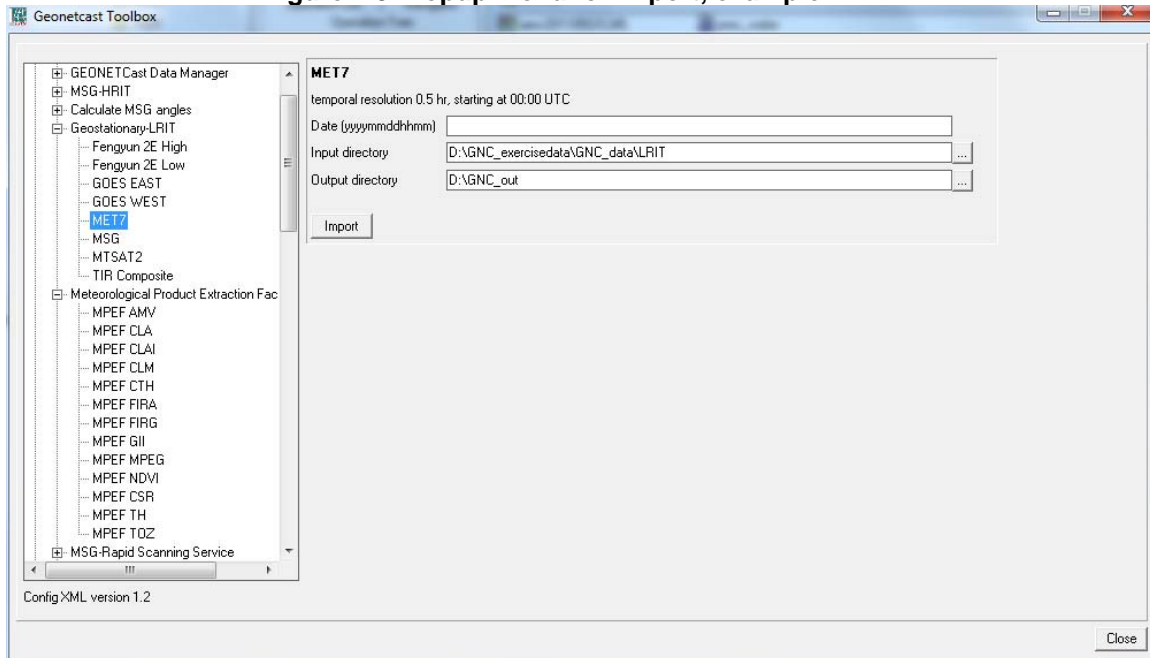 Geonetcast Toolbox
GEONETCast Data Manager
MSG-HRIT
Calculate MSG angles
Geostationary-LRIT
Fengyun 2E High
Fengyun 2E Low
GOES EAST
GOES WEST
MET7
MSG
MTSAT2
TIR Composite
Meteorological Product Extraction Fac
MPEF AMV
MPEF CLA
MPEF CLAI
MPEF CLM
MPEF CTH
MPEF FIRA
MPEF FIRG
MPEF GII
MPEF MPEG
MPEF NDVI
MPEF CSR
MPEF TH
MPEF TOZ
MSG-Rapid Scanning Service
Config XML version 1.2
MET7
temporal resolution 0.5 hr, starting at 00:00 UTC
Date (yyyymmddhhmm)
Input directory D:\GNC_exercisedata\GNC_data\LRIT ...
Output directory D:\GNC_out ...
Import
Close